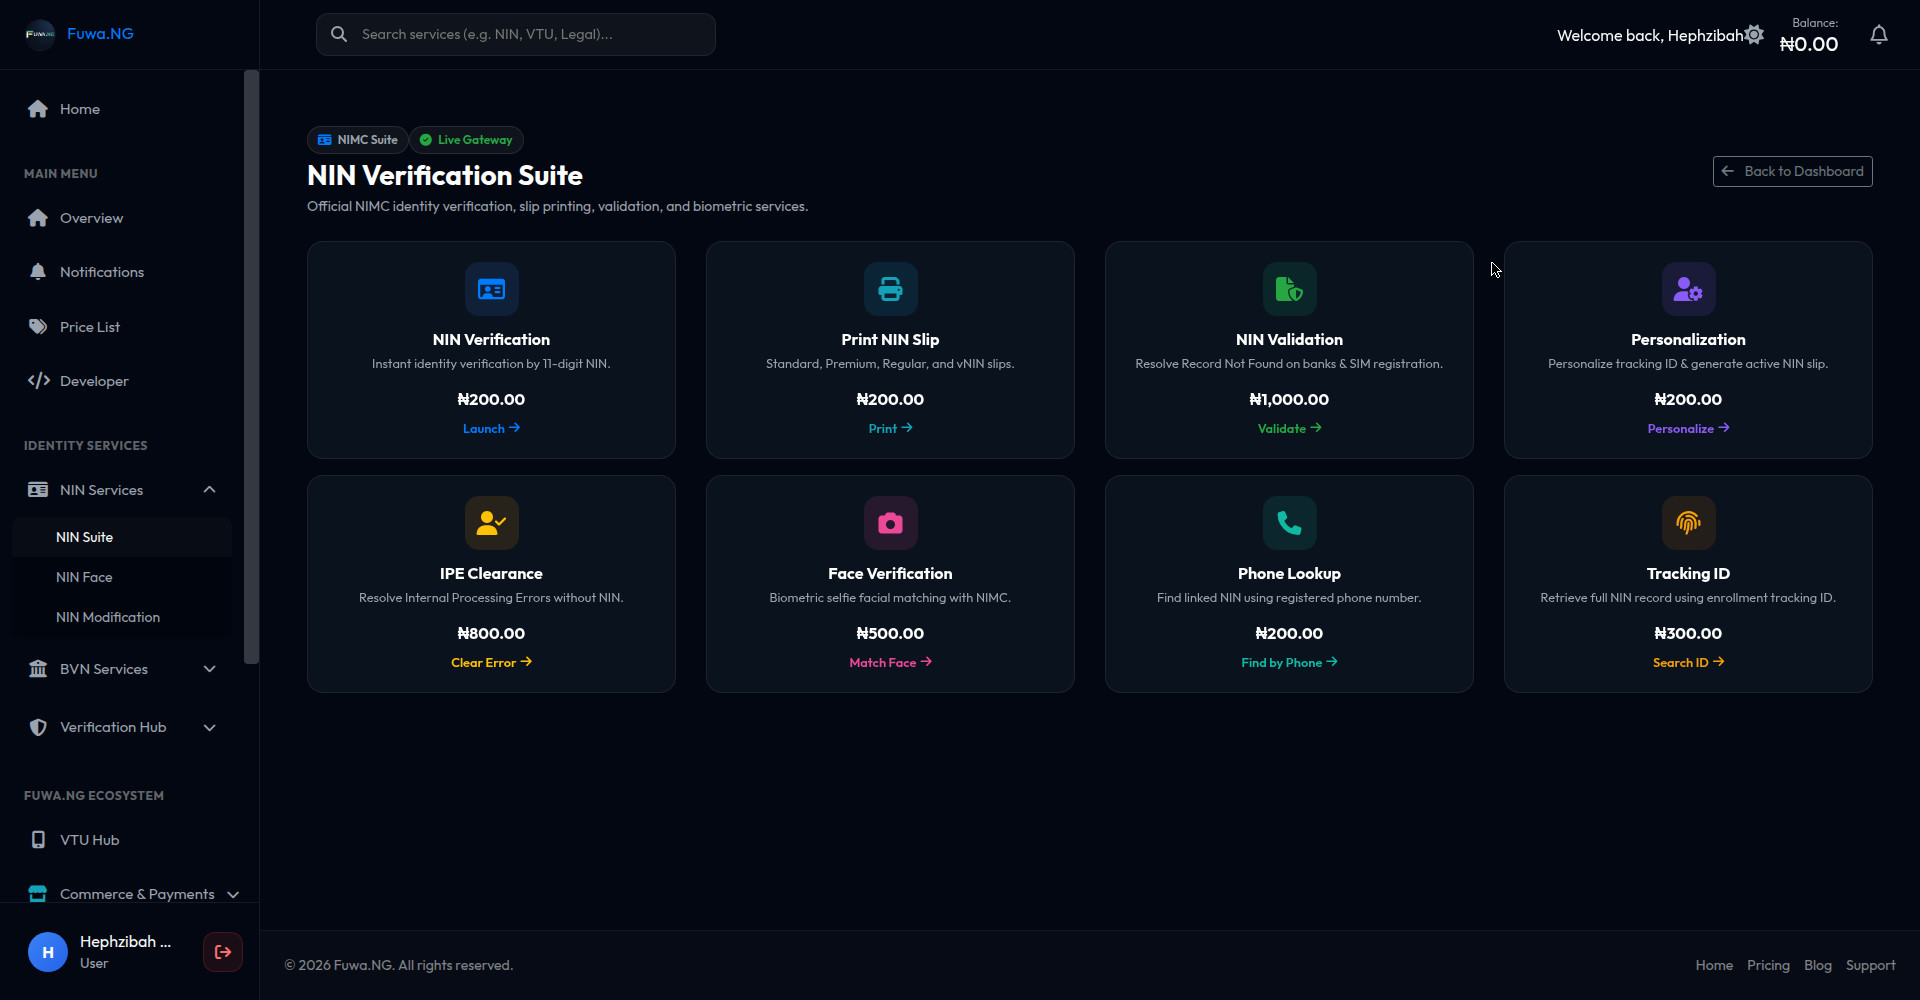 Fuwa.NG
Fuwa.NG
Search services (e.g. NIN, VTU, Legal)...
Welcome back, Hephzibah
Balance:
₦0.00
Home
MAIN MENU
Overview
Notifications
Price List
Developer
IDENTITY SERVICES
NIN Services
NIN Suite
NIN Face
NIN Modification
BVN Services
Verification Hub
FUWA.NG ECOSYSTEM
VTU Hub
Commerce & Payments
H
Hephzibah ...
User
NIMC Suite
Live Gateway
NIN Verification Suite
Official NIMC identity verification, slip printing, validation, and biometric services.
Back to Dashboard
NIN Verification
Instant identity verification by 11-digit NIN.
₦200.00
Launch
Print NIN Slip
Standard, Premium, Regular, and vNIN slips.
₦200.00
Print
NIN Validation
Resolve Record Not Found on banks & SIM registration.
₦1,000.00
Validate
Personalization
Personalize tracking ID & generate active NIN slip.
₦200.00
Personalize
IPE Clearance
Resolve Internal Processing Errors without NIN.
₦800.00
Clear Error
Face Verification
Biometric selfie facial matching with NIMC.
₦500.00
Match Face
Phone Lookup
Find linked NIN using registered phone number.
₦200.00
Find by Phone
Tracking ID
Retrieve full NIN record using enrollment tracking ID.
₦300.00
Search ID
© 2026 Fuwa.NG. All rights reserved.
Home
Pricing
Blog
Support